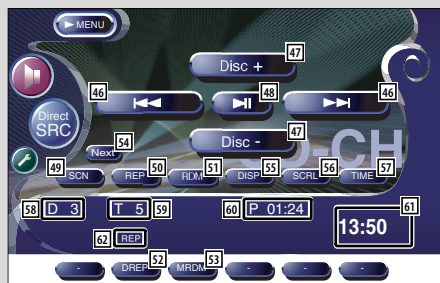 ►MENU
47
Disc +
46 48 46
|◄◄ ►|| ►►|
Direct
SRC
47
54
Disc -
Next
CD-CH
49 50 51 55 56 57
SCN REP RDM DISP SCRL TIME
58 D 3 T 5 59 60 P 01:24 61
13:50
62 REP
52 53
- DREP MRDM - - -